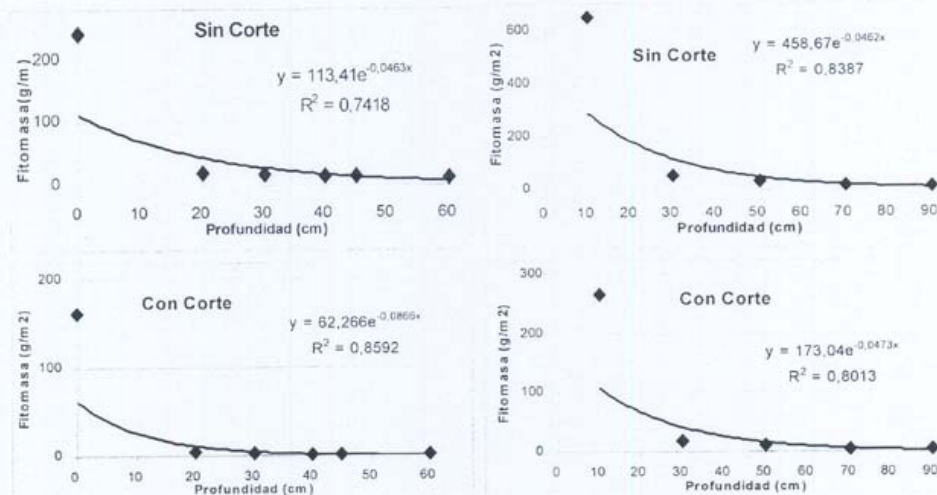 Sin Corte
y = 113,41e^-0,0463x
R² = 0,7418
Fitomasa(g/m)
200
100
0
0 10 20 30 40 50 60
Profundidad (cm)
Sin Corte
y = 458,67e^-0,0462x
R² = 0,8387
Fitomasa (g/m2)
600
400
200
0
0 10 20 30 40 50 60 70 80 90
Profundidad (cm)
Con Corte
y = 62,266e^-0,0866x
R² = 0,8592
Fitomasa (g/m2)
200
100
0
0 10 20 30 40 50 60
Profundidad (cm)
Con Corte
y = 173,04e^-0,0473x
R² = 0,8013
Fitomasa (g/m2)
300
200
100
0
0 10 20 30 40 50 60 70 80 90
Profundidad (cm)